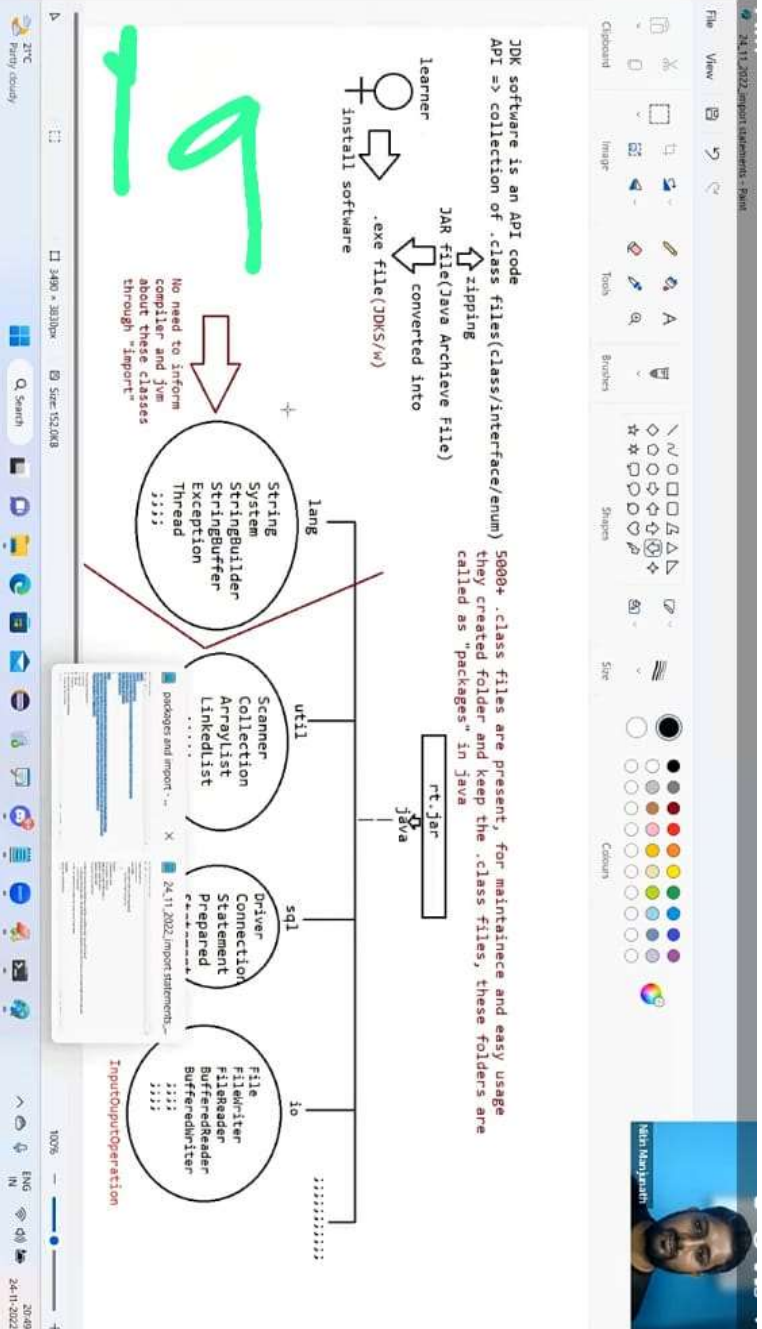 24_11_2022_import statements - Paint
File View
Clipboard
Image
Tools
Brushes
Shapes
Size
Colours
Nitin Manjunath
JDK software is an API code
API => collection of .class files(class/interface/enum)
zipping
JAR file(Java Archieve File)
converted into
.exe file(JDKS/w)
learner
install software
19
5000+ .class files are present, for maintainece and easy usage
they created folder and keep the .class files, these folders are
called as "packages" in java
rt.jar
java
lang
String
System
StringBuilder
StringBuffer
Exception
Thread
;;;;
No need to inform
compiler and jvm
about these classes
through "import"
util
Scanner
Collection
ArrayList
LinkedList
sql
Driver
Connection
Statement
Prepared
io
File
FileWriter
FileReader
BufferedReader
BufferedWriter
;;;;
;;;;
InputOuputOperation
;;;;;;;;;;;;
packages and import - ...
24_11_2022_import statements_...
3490 × 3830px
Size: 152.0KB
100%
21°C
Partly cloudy
Search
ENG
IN
20:49
24-11-2022